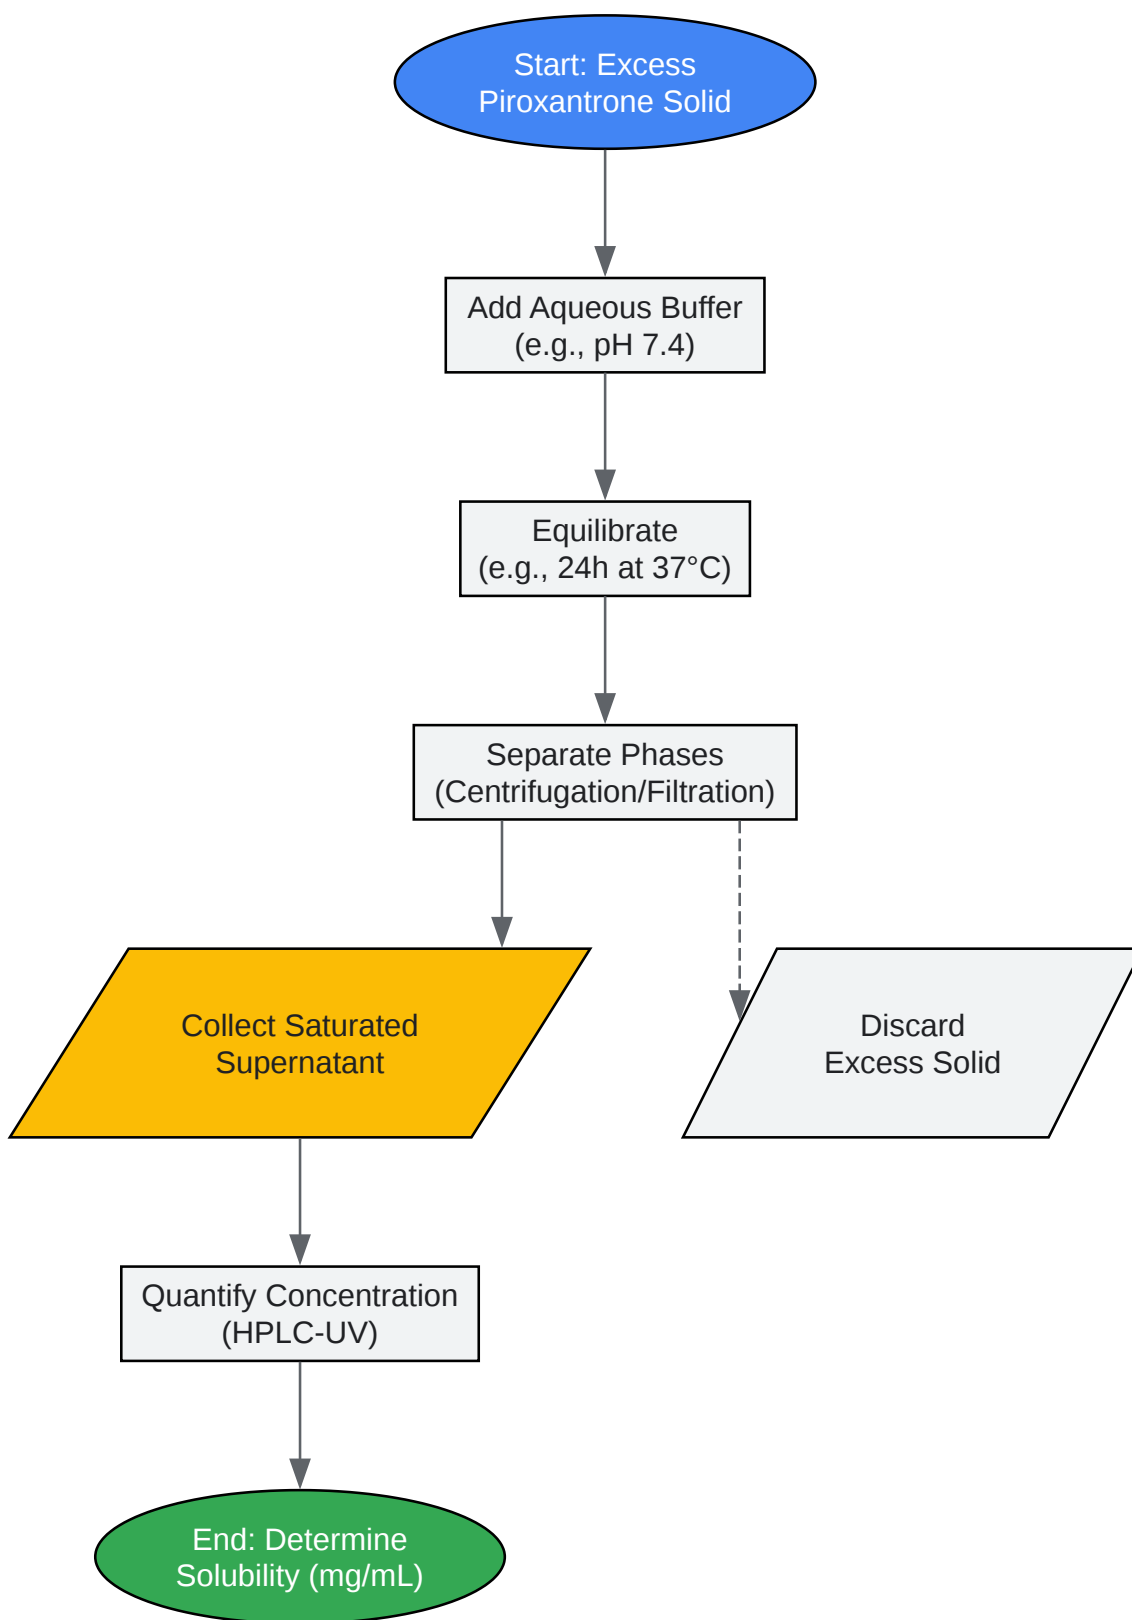 Start: Excess
Piroxantrone Solid
Add Aqueous Buffer
(e.g., pH 7.4)
Equilibrate
(e.g., 24h at 37°C)
Separate Phases
(Centrifugation/Filtration)
Collect Saturated
Supernatant
Discard
Excess Solid
Quantify Concentration
(HPLC-UV)
End: Determine
Solubility (mg/mL)